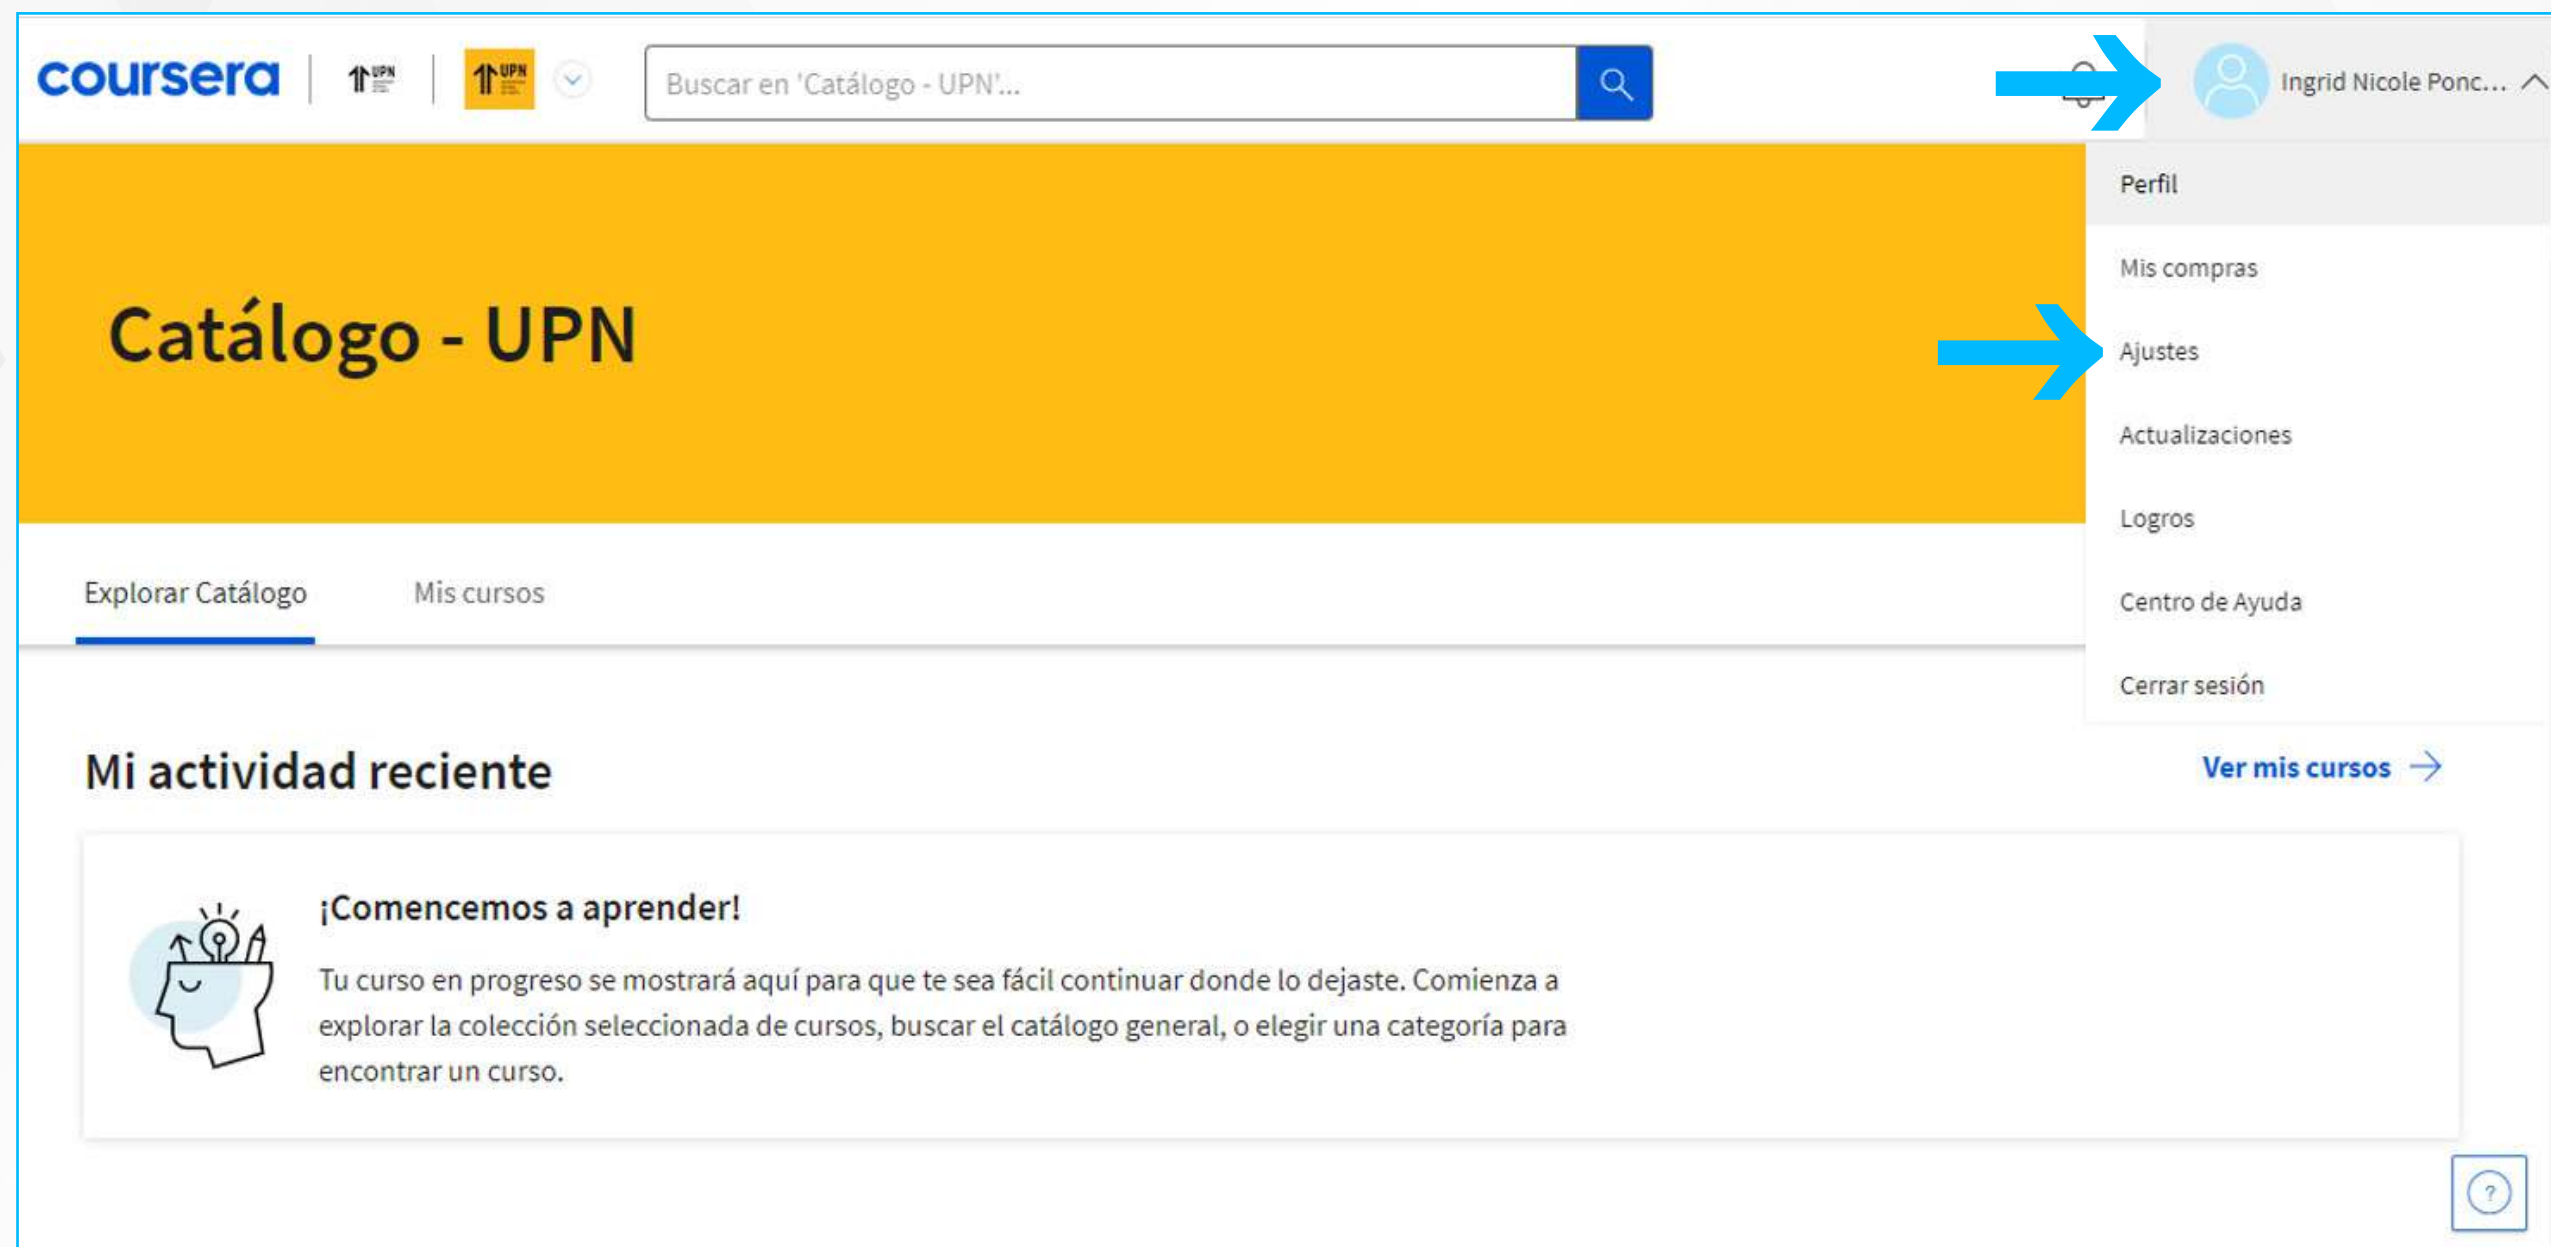 coursera
UPN
UPN
Buscar en 'Catálogo - UPN'...
Ingrid Nicole Ponc...
Perfil
Mis compras
Ajustes
Actualizaciones
Logros
Centro de Ayuda
Cerrar sesión
Catálogo - UPN
Explorar Catálogo
Mis cursos
Mi actividad reciente
Ver mis cursos →
¡Comencemos a aprender!
Tu curso en progreso se mostrará aquí para que te sea fácil continuar donde lo dejaste. Comienza a
explorar la colección seleccionada de cursos, buscar el catálogo general, o elegir una categoría para
encontrar un curso.
?